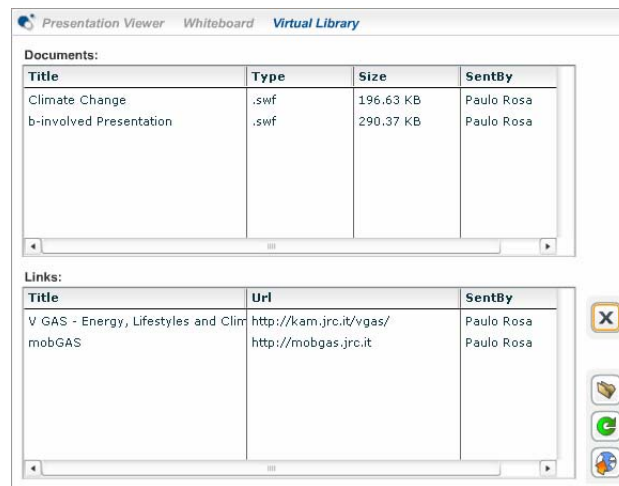 Presentation Viewer Whiteboard Virtual Library
Documents:
Title Type Size SentBy
Climate Change .swf 196.63 KB Paulo Rosa
b-involved Presentation .swf 290.37 KB Paulo Rosa
Links:
Title Url SentBy
V GAS - Energy, Lifestyles and Clim http://kam.jrc.it/vgas/ Paulo Rosa
mobGAS http://mobgas.jrc.it Paulo Rosa